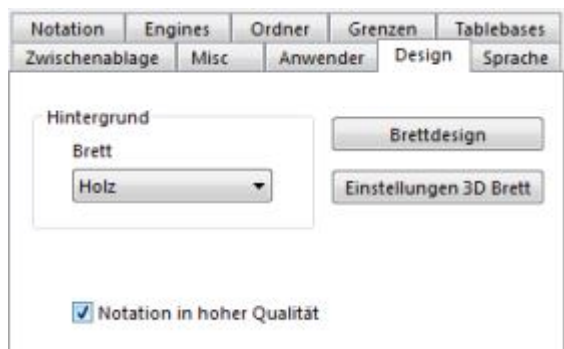 Notation Engines Ordner Grenzen Tablebases
Zwischenablage Misc Anwender Design Sprache
Hintergrund
Brett
Holz
Brettdesign
Einstellungen 3D Brett
Notation in hoher Qualität